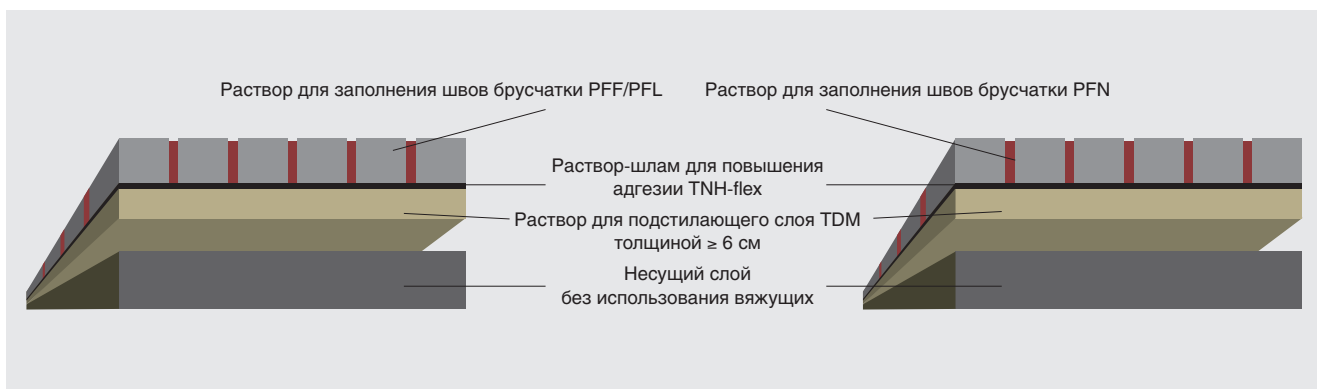 Раствор для заполнения швов брусчатки PFF/PFL
Раствор для заполнения швов брусчатки PFN
Раствор-шлам для повышения
адгезии TNH-flex
Раствор для подстилающего слоя TDM
толщиной ≥ 6 см
Несущий слой
без использования вяжущих